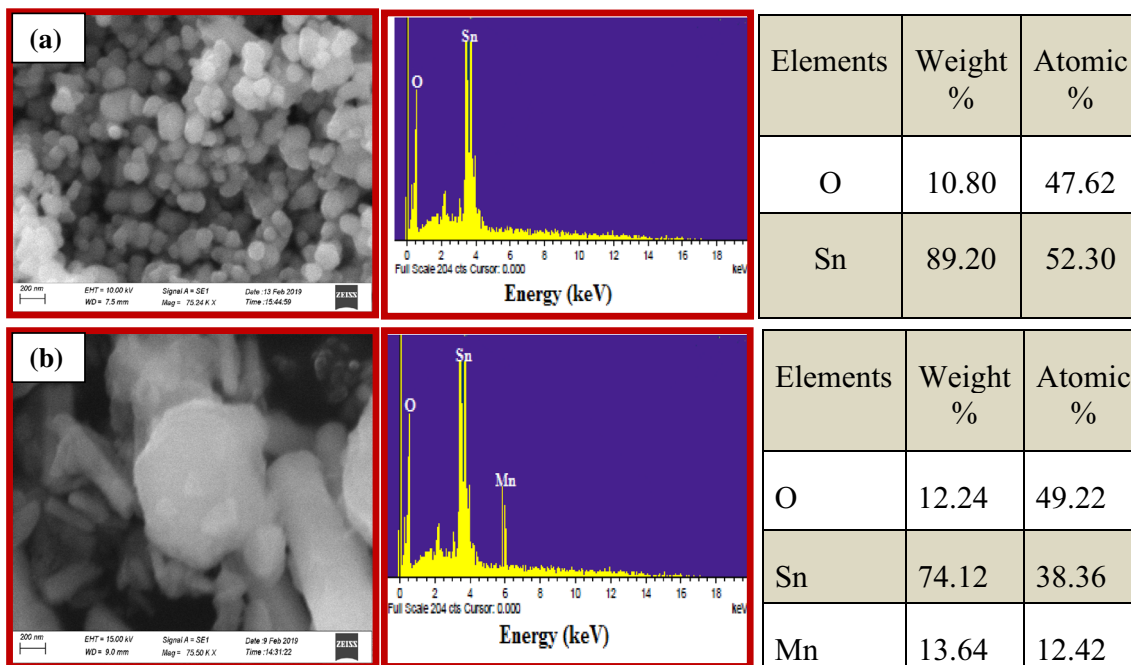 (a)
200 nm
EHT = 10.00 kV
WD = 7.5 mm
Signal A = SE1
Mag = 75.24 K X
Date :13 Feb 2019
Time :15:44:59
ZEISS
Sn
O
0 2 4 6 8 10 12 14 16 18
Full Scale 204 cts Cursor: 0.000
keV
Energy (keV)
Elements Weight % Atomic %
O 10.80 47.62
Sn 89.20 52.30
(b)
200 nm
EHT = 15.00 kV
WD = 9.0 mm
Signal A = SE1
Mag = 75.50 K X
Date :9 Feb 2019
Time :14:31:22
ZEISS
Sn
O
Mn
0 2 4 6 8 10 12 14 16 18
Full Scale 204 cts Cursor: 0.000
keV
Energy (keV)
Elements Weight % Atomic %
O 12.24 49.22
Sn 74.12 38.36
Mn 13.64 12.42